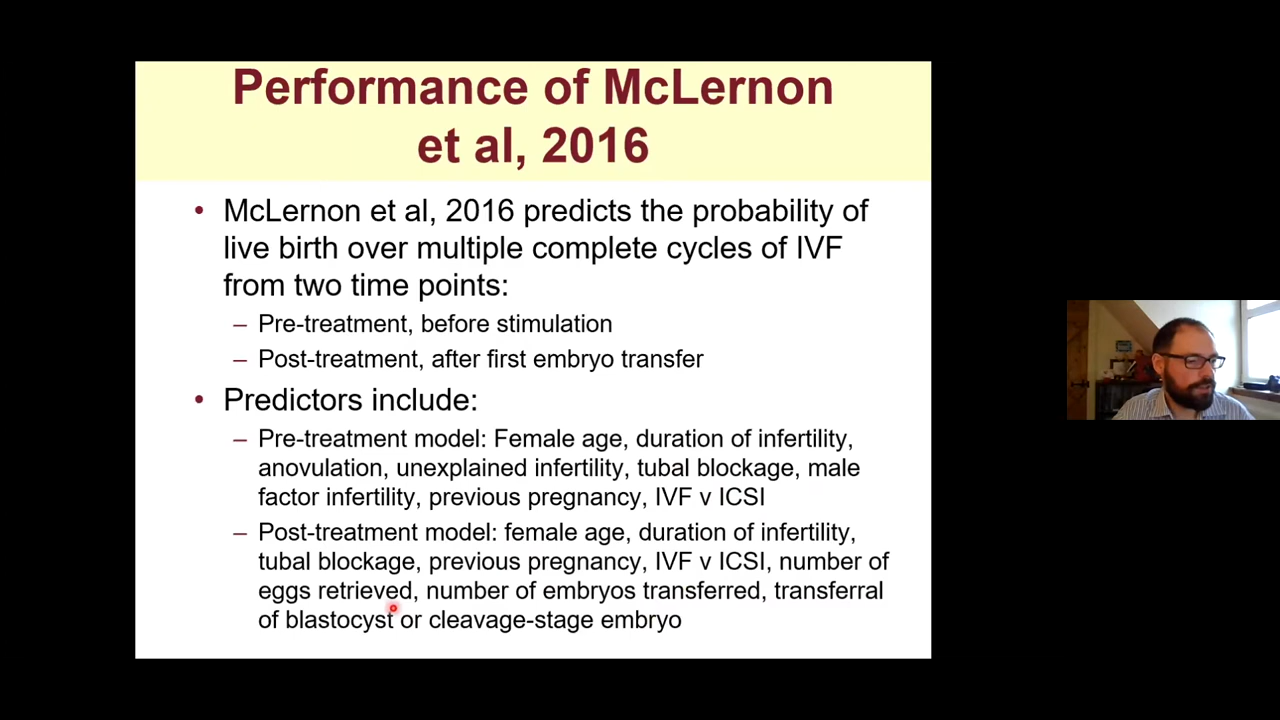 Performance of McLernon
et al, 2016
• McLernon et al, 2016 predicts the probability of
live birth over multiple complete cycles of IVF
from two time points:
– Pre-treatment, before stimulation
– Post-treatment, after first embryo transfer
• Predictors include:
– Pre-treatment model: Female age, duration of infertility,
anovulation, unexplained infertility, tubal blockage, male
factor infertility, previous pregnancy, IVF v ICSI
– Post-treatment model: female age, duration of infertility,
tubal blockage, previous pregnancy, IVF v ICSI, number of
eggs retrieved, number of embryos transferred, transferral
of blastocyst or cleavage-stage embryo